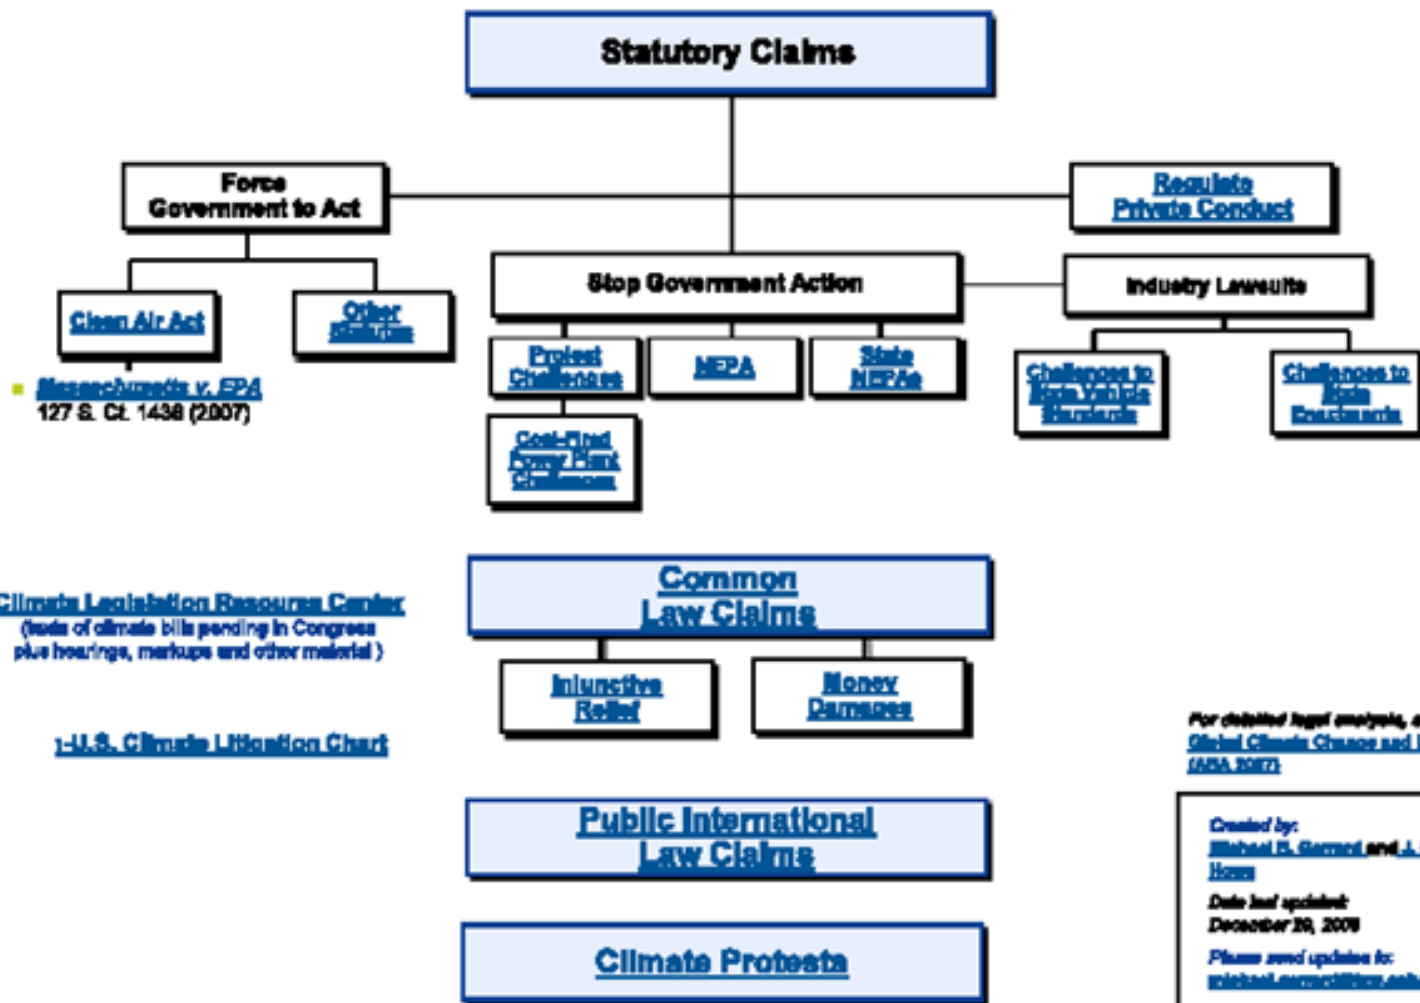 Statutory Claims
Force
Government to Act
Regulate
Private Conduct
Stop Government Action
Industry Lawsuits
Clean Air Act
Other
Statutes
Project
Challenges
NEPA
State
NEPAs
Challenges to
State Vehicle
Standards
Challenges to
State
Enactments
Massachusetts v. EPA
127 S. Ct. 1438 (2007)
Coal-Fired
Power Plant
Challenges
Common
Law Claims
Climate Legislation Resource Center
(texts of climate bills pending in Congress
plus hearings, markups and other material )
Injunctive
Relief
Money
Damages
-U.S. Climate Litigation Chart
For detailed legal analysis,
Global Climate Change and
(ABA 2007)
Public International
Law Claims
Created by:
Michael B. Gerrard and J.
Howe
Date last updated:
December 29,
Please send updates to:
Climate Protests